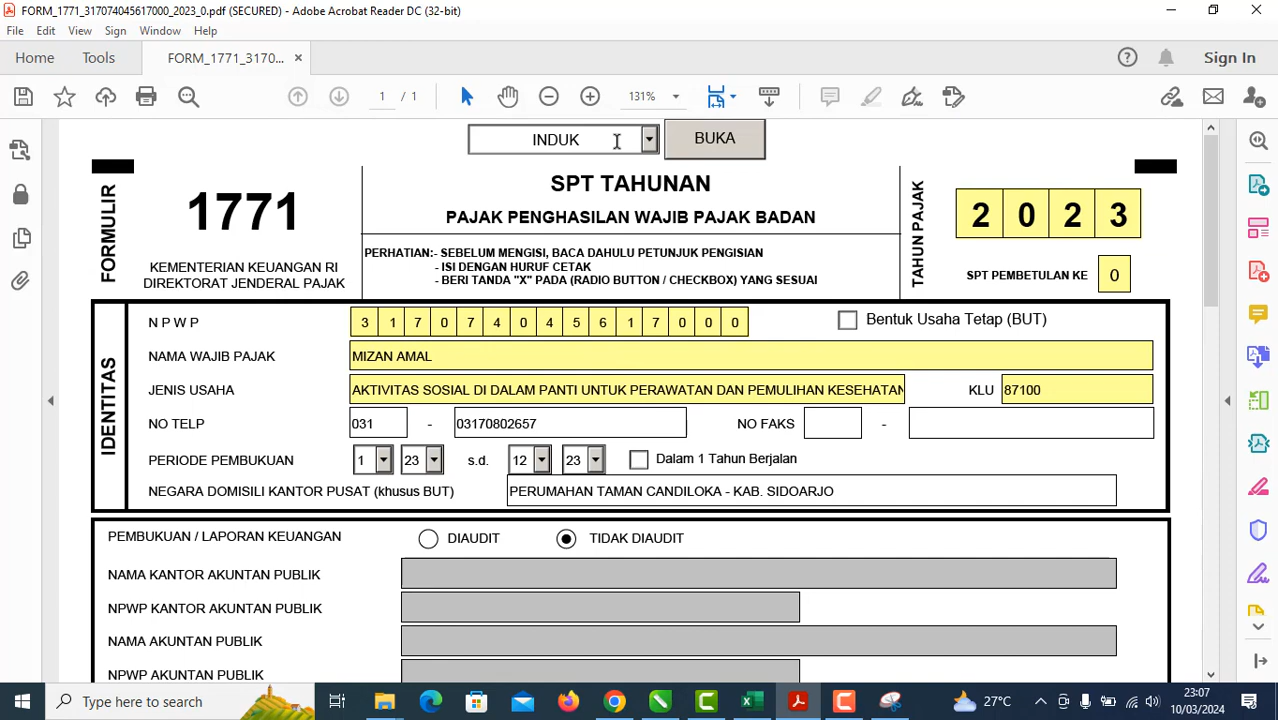 FORM_1771_317074045617000_2023_0.pdf (SECURED) - Adobe Acrobat Reader DC (32-bit)
File Edit View Sign Window Help
Home Tools FORM_1771_3170... × Sign In
1 / 1 131%
INDUK BUKA
FORMULIR
1771
KEMENTERIAN KEUANGAN RI
DIREKTORAT JENDERAL PAJAK
SPT TAHUNAN
PAJAK PENGHASILAN WAJIB PAJAK BADAN
PERHATIAN:- SEBELUM MENGISI, BACA DAHULU PETUNJUK PENGISIAN
- ISI DENGAN HURUF CETAK
- BERI TANDA "X" PADA (RADIO BUTTON / CHECKBOX) YANG SESUAI
TAHUN PAJAK
2 0 2 3
SPT PEMBETULAN KE 0
IDENTITAS
N P W P 3 1 7 0 7 4 0 4 5 6 1 7 0 0 0 Bentuk Usaha Tetap (BUT)
NAMA WAJIB PAJAK MIZAN AMAL
JENIS USAHA AKTIVITAS SOSIAL DI DALAM PANTI UNTUK PERAWATAN DAN PEMULIHAN KESEHATAN KLU 87100
NO TELP 031 - 03170802657 NO FAKS -
PERIODE PEMBUKUAN 1 23 s.d. 12 23 Dalam 1 Tahun Berjalan
NEGARA DOMISILI KANTOR PUSAT (khusus BUT) PERUMAHAN TAMAN CANDILOKA - KAB. SIDOARJO
PEMBUKUAN / LAPORAN KEUANGAN DIAUDIT TIDAK DIAUDIT
NAMA KANTOR AKUNTAN PUBLIK
NPWP KANTOR AKUNTAN PUBLIK
NAMA AKUNTAN PUBLIK
NPWP AKUNTAN PUBLIK
Type here to search 27°C 23:07
10/03/2024